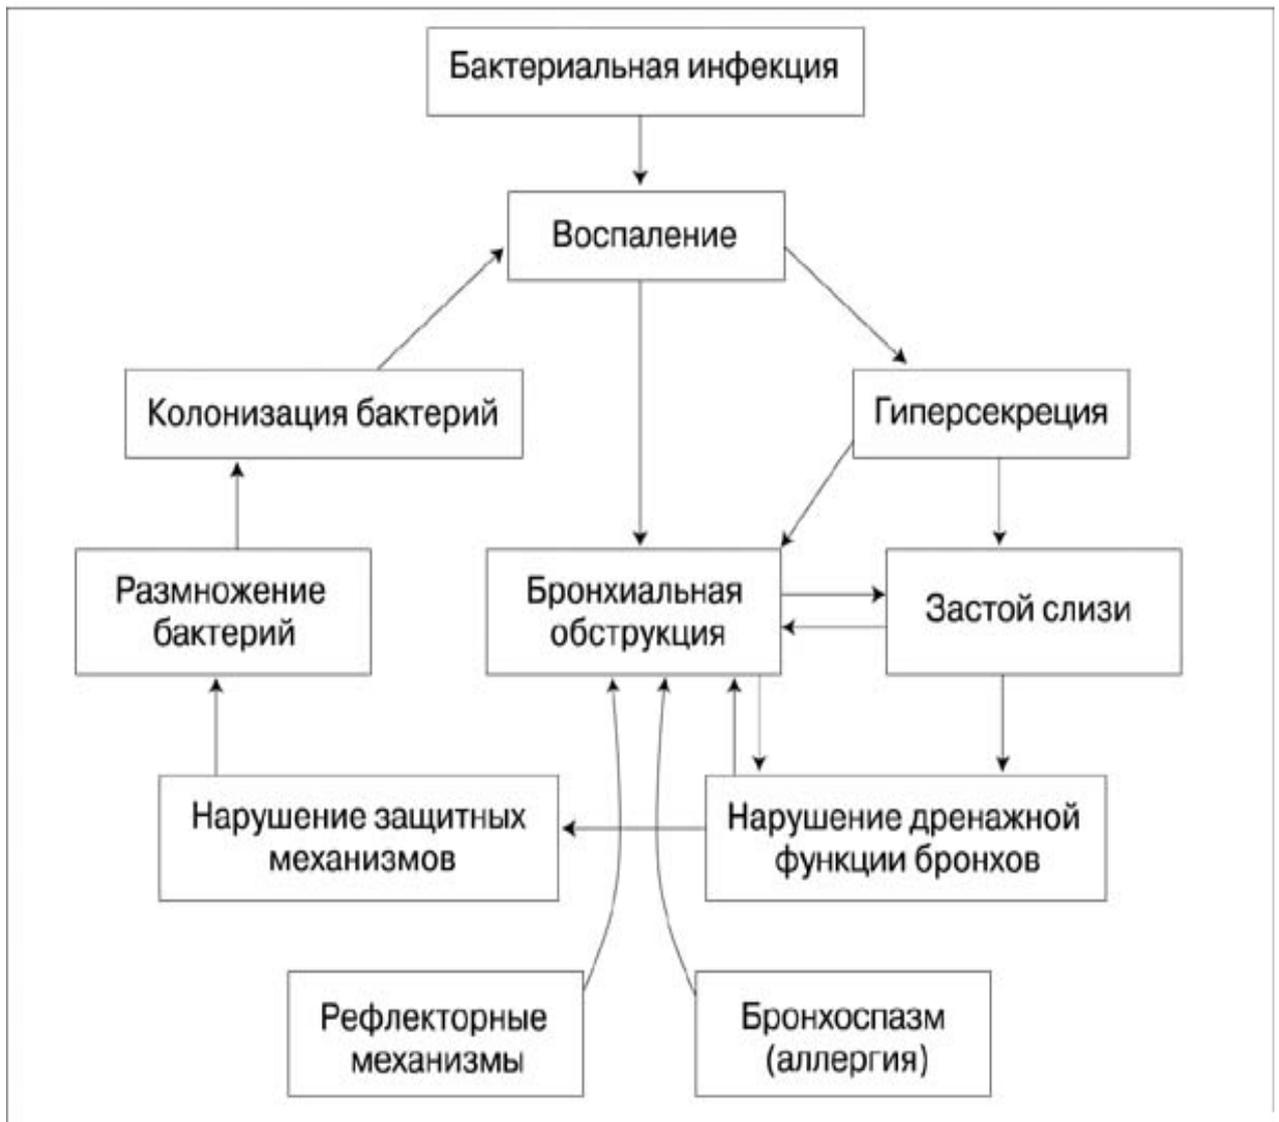 Бактериальная инфекция
Воспаление
Колонизация бактерий
Гиперсекреция
Размножение
бактерий
Бронхиальная
обструкция
Застой слизи
Нарушение защитных
механизмов
Нарушение дренажной
функции бронхов
Рефлекторные
механизмы
Бронхоспазм
(аллергия)